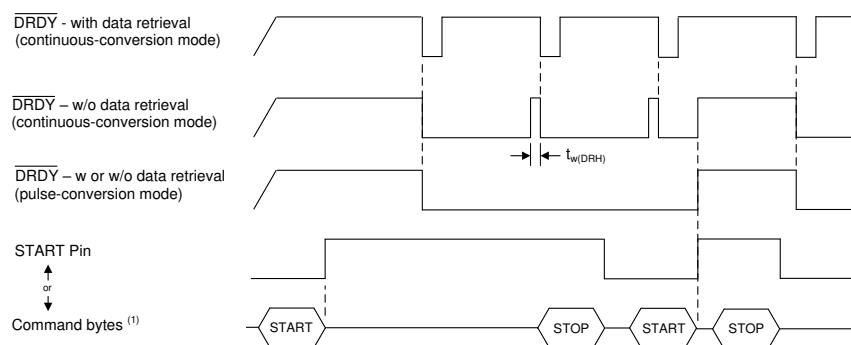 DRDY - with data retrieval
(continuous-conversion mode)
DRDY – w/o data retrieval
(continuous-conversion mode)
tw(DRH)
DRDY – w or w/o data retrieval
(pulse-conversion mode)
START Pin
or
Command bytes (1)
START
STOP
START
STOP